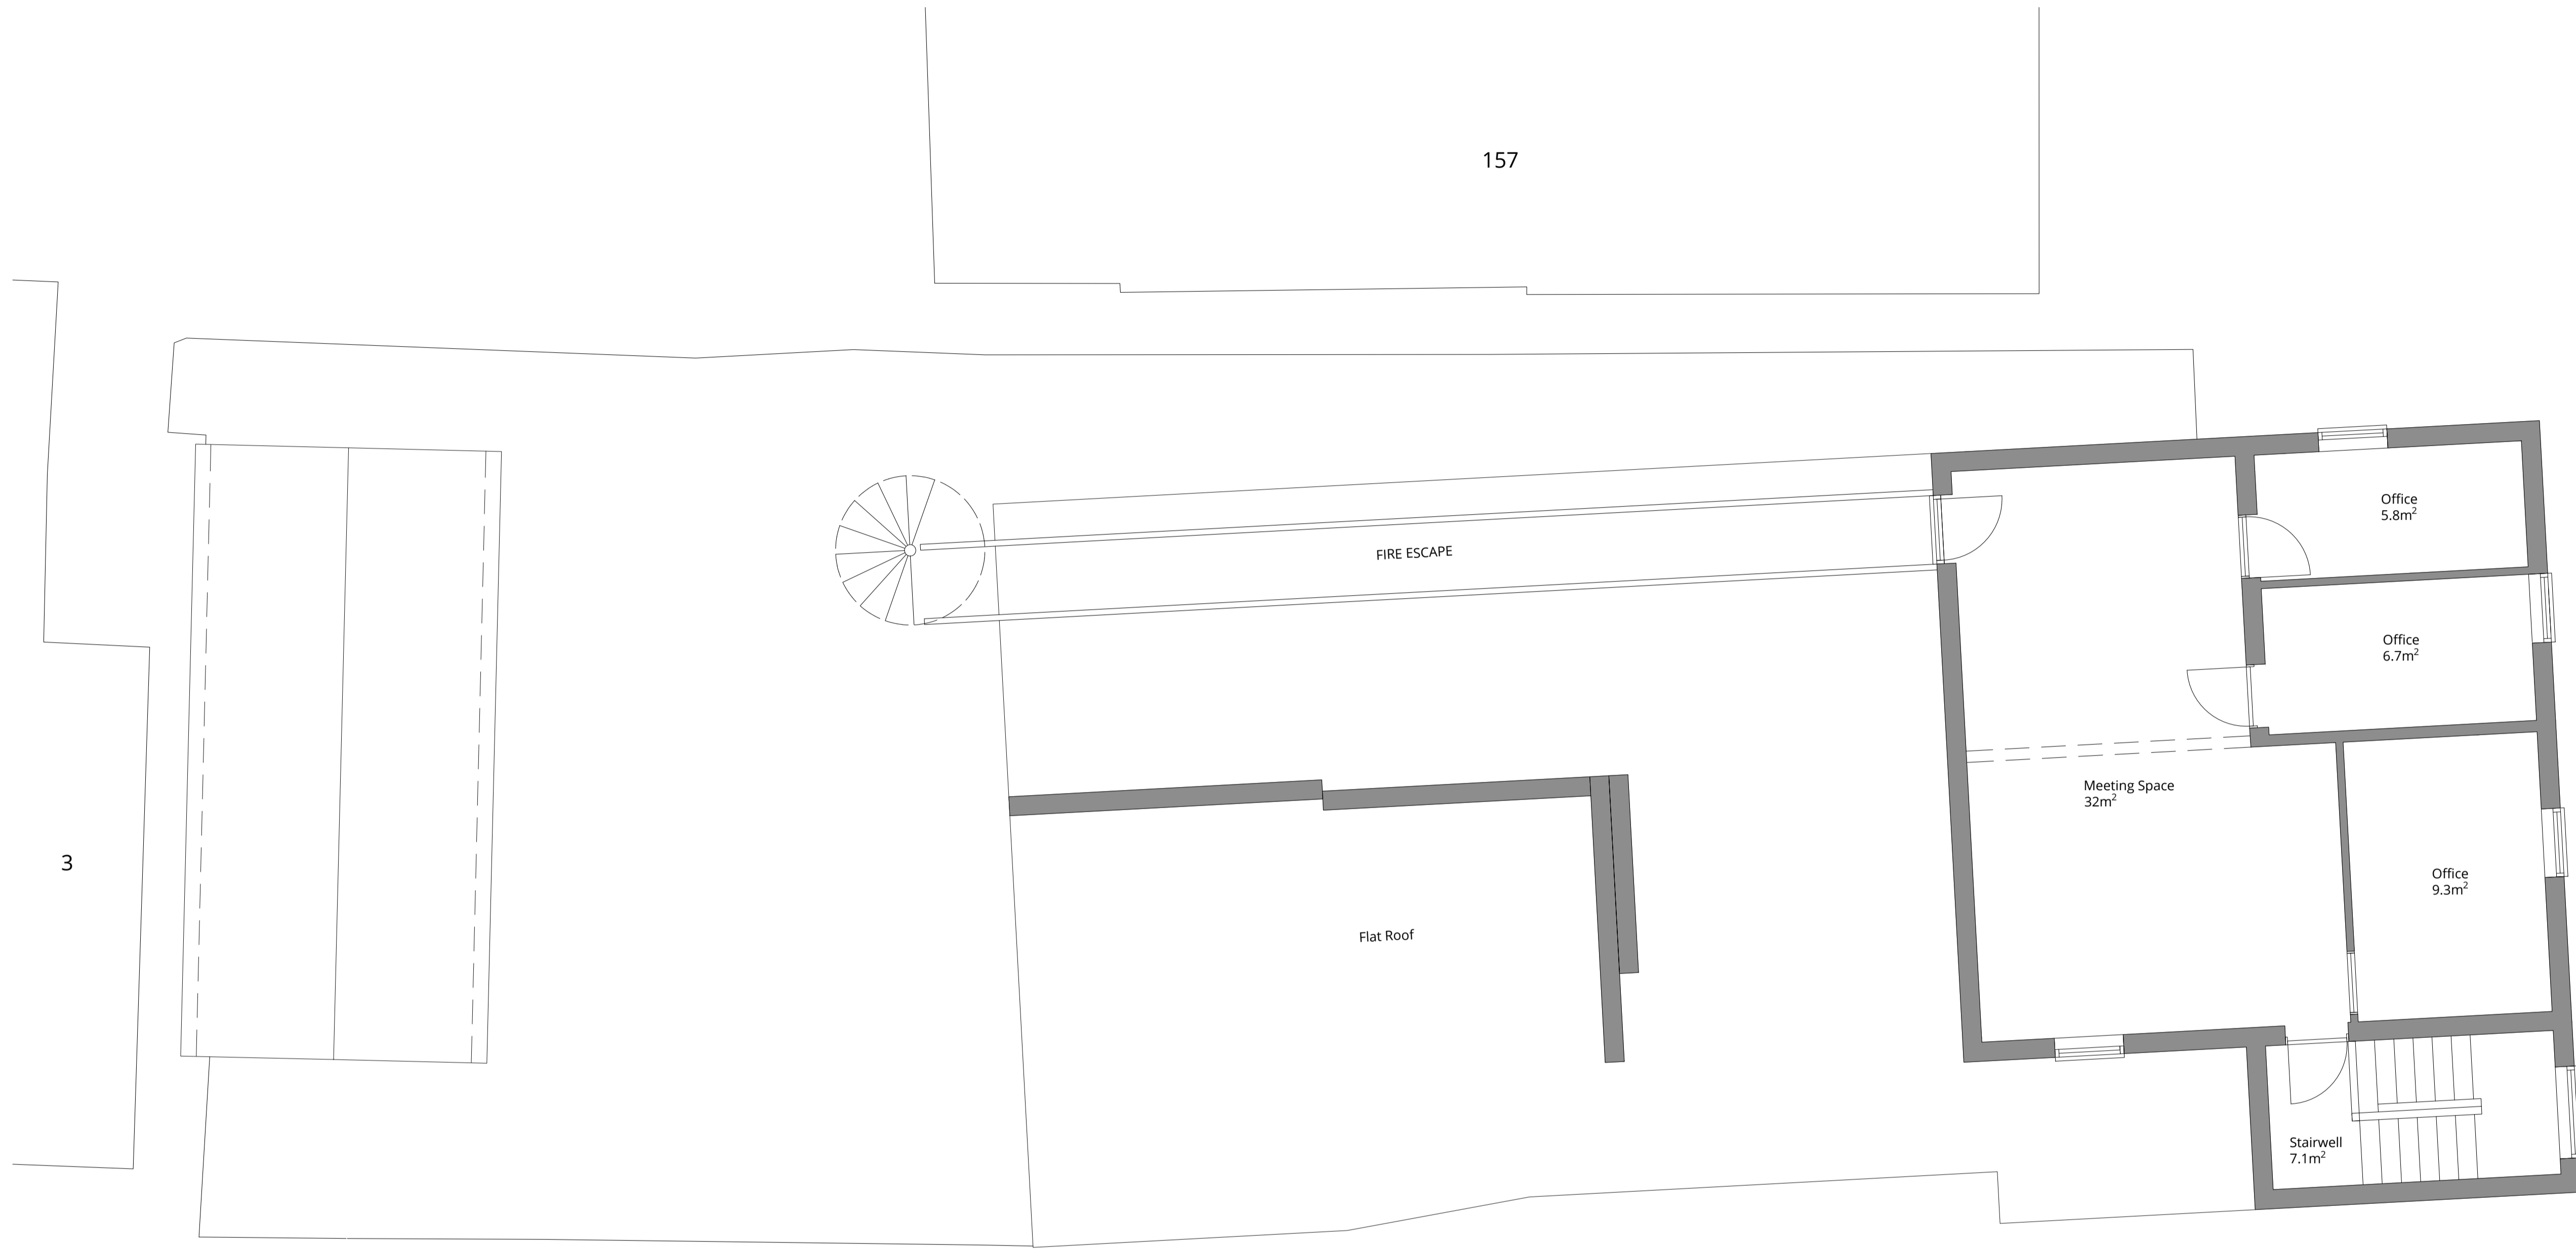 157
Office
5.8m²
FIRE ESCAPE
Office
6.7m²
Meeting Space
32m²
3
Office
9.3m²
Flat Roof
Stairwell
7.1m²